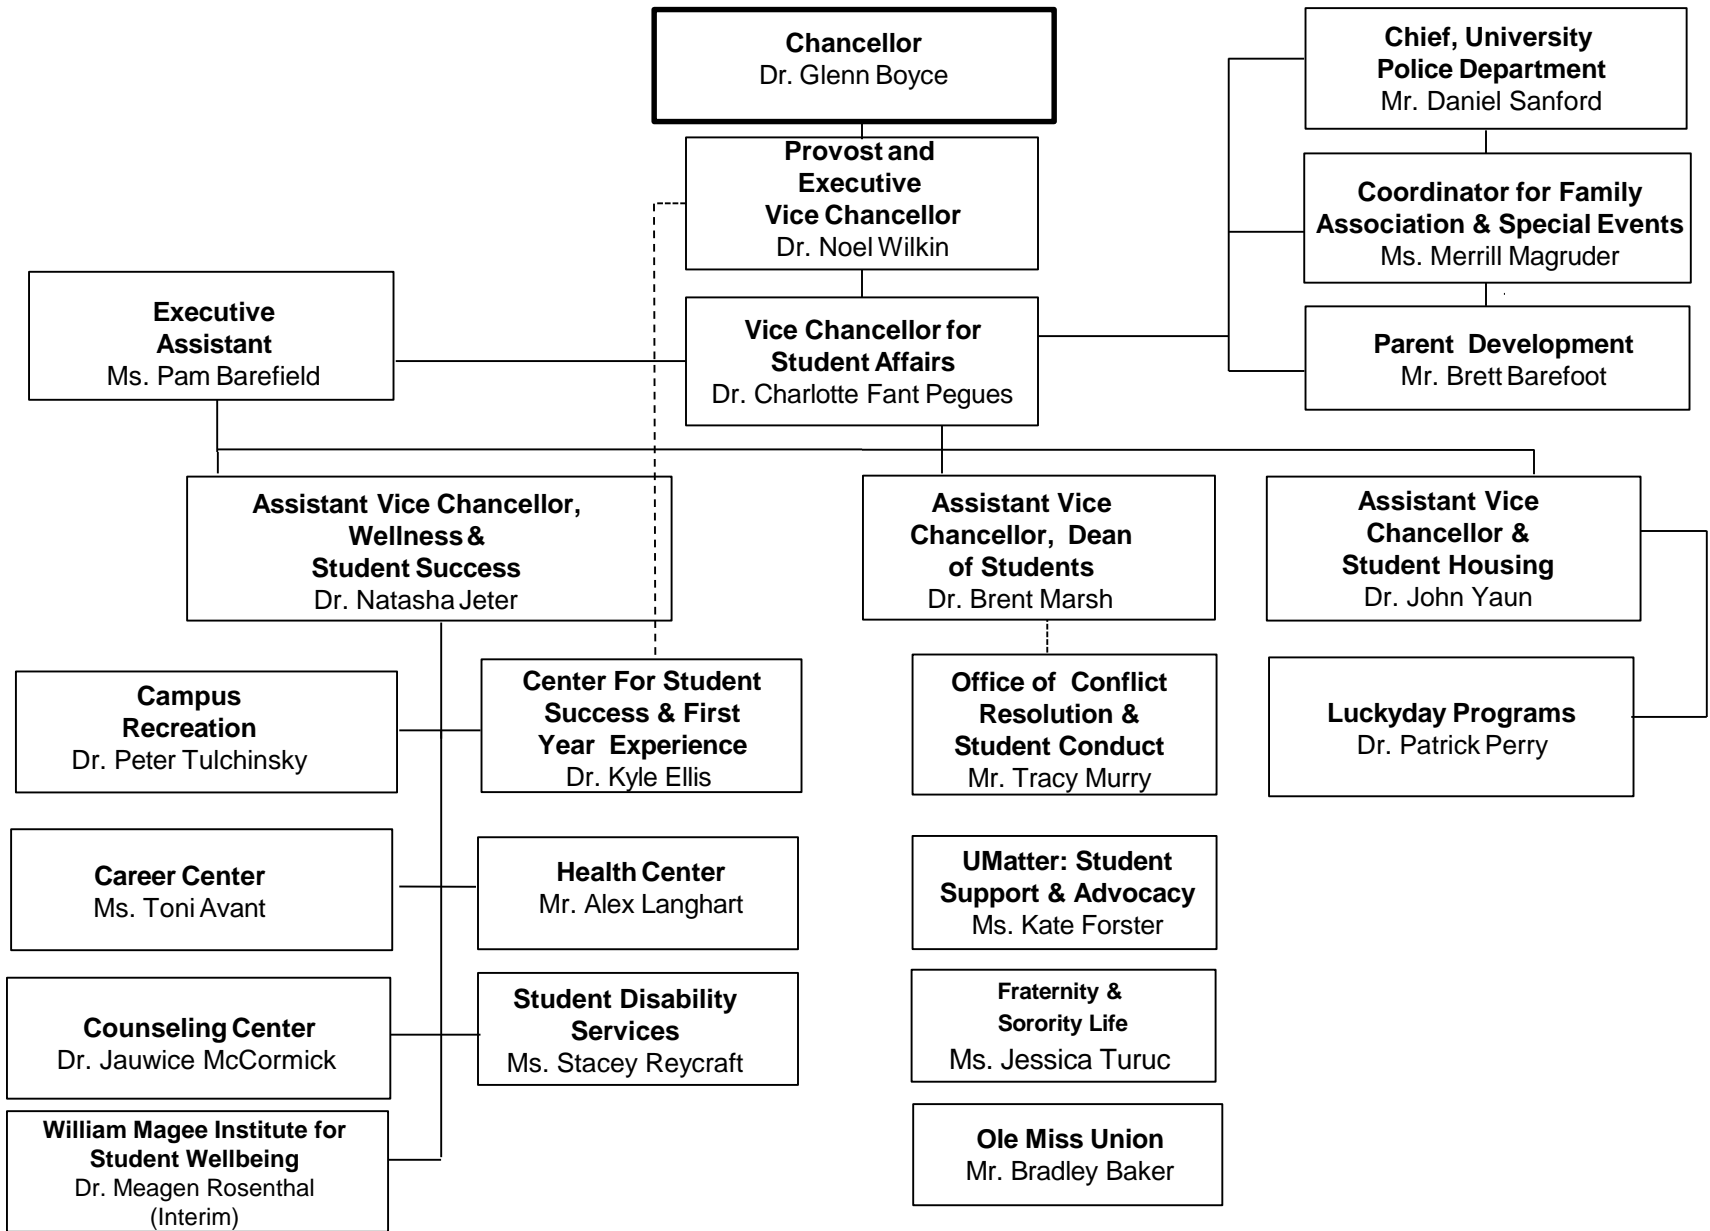 Chancellor
Dr. Glenn Boyce
Chief, University
Police Department
Mr. Daniel Sanford
Provost and
Executive
Vice Chancellor
Dr. Noel Wilkin
Coordinator for Family
Association & Special Events
Ms. Merrill Magruder
Executive
Assistant
Ms. Pam Barefield
Vice Chancellor for
Student Affairs
Dr. Charlotte Fant Pegues
Parent Development
Mr. Brett Barefoot
Assistant Vice Chancellor,
Wellness &
Student Success
Dr. Natasha Jeter
Assistant Vice
Chancellor, Dean
of Students
Dr. Brent Marsh
Assistant Vice
Chancellor &
Student Housing
Dr. John Yaun
Campus
Recreation
Dr. Peter Tulchinsky
Center For Student
Success & First
Year Experience
Dr. Kyle Ellis
Office of Conflict
Resolution &
Student Conduct
Mr. Tracy Murry
Luckyday Programs
Dr. Patrick Perry
Career Center
Ms. Toni Avant
Health Center
Mr. Alex Langhart
UMatter: Student
Support & Advocacy
Ms. Kate Forster
Counseling Center
Dr. Jauwice McCormick
Student Disability
Services
Ms. Stacey Reycraft
Fraternity &
Sorority Life
Ms. Jessica Turuc
William Magee Institute for
Student Wellbeing
Dr. Meagen Rosenthal
(Interim)
Ole Miss Union
Mr. Bradley Baker